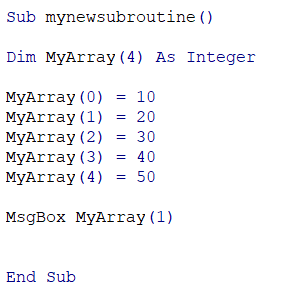 Sub mynewsubroutine()
Dim MyArray(4) As Integer
MyArray(0) = 10
MyArray(1) = 20
MyArray(2) = 30
MyArray(3) = 40
MyArray(4) = 50
MsgBox MyArray(1)
End Sub